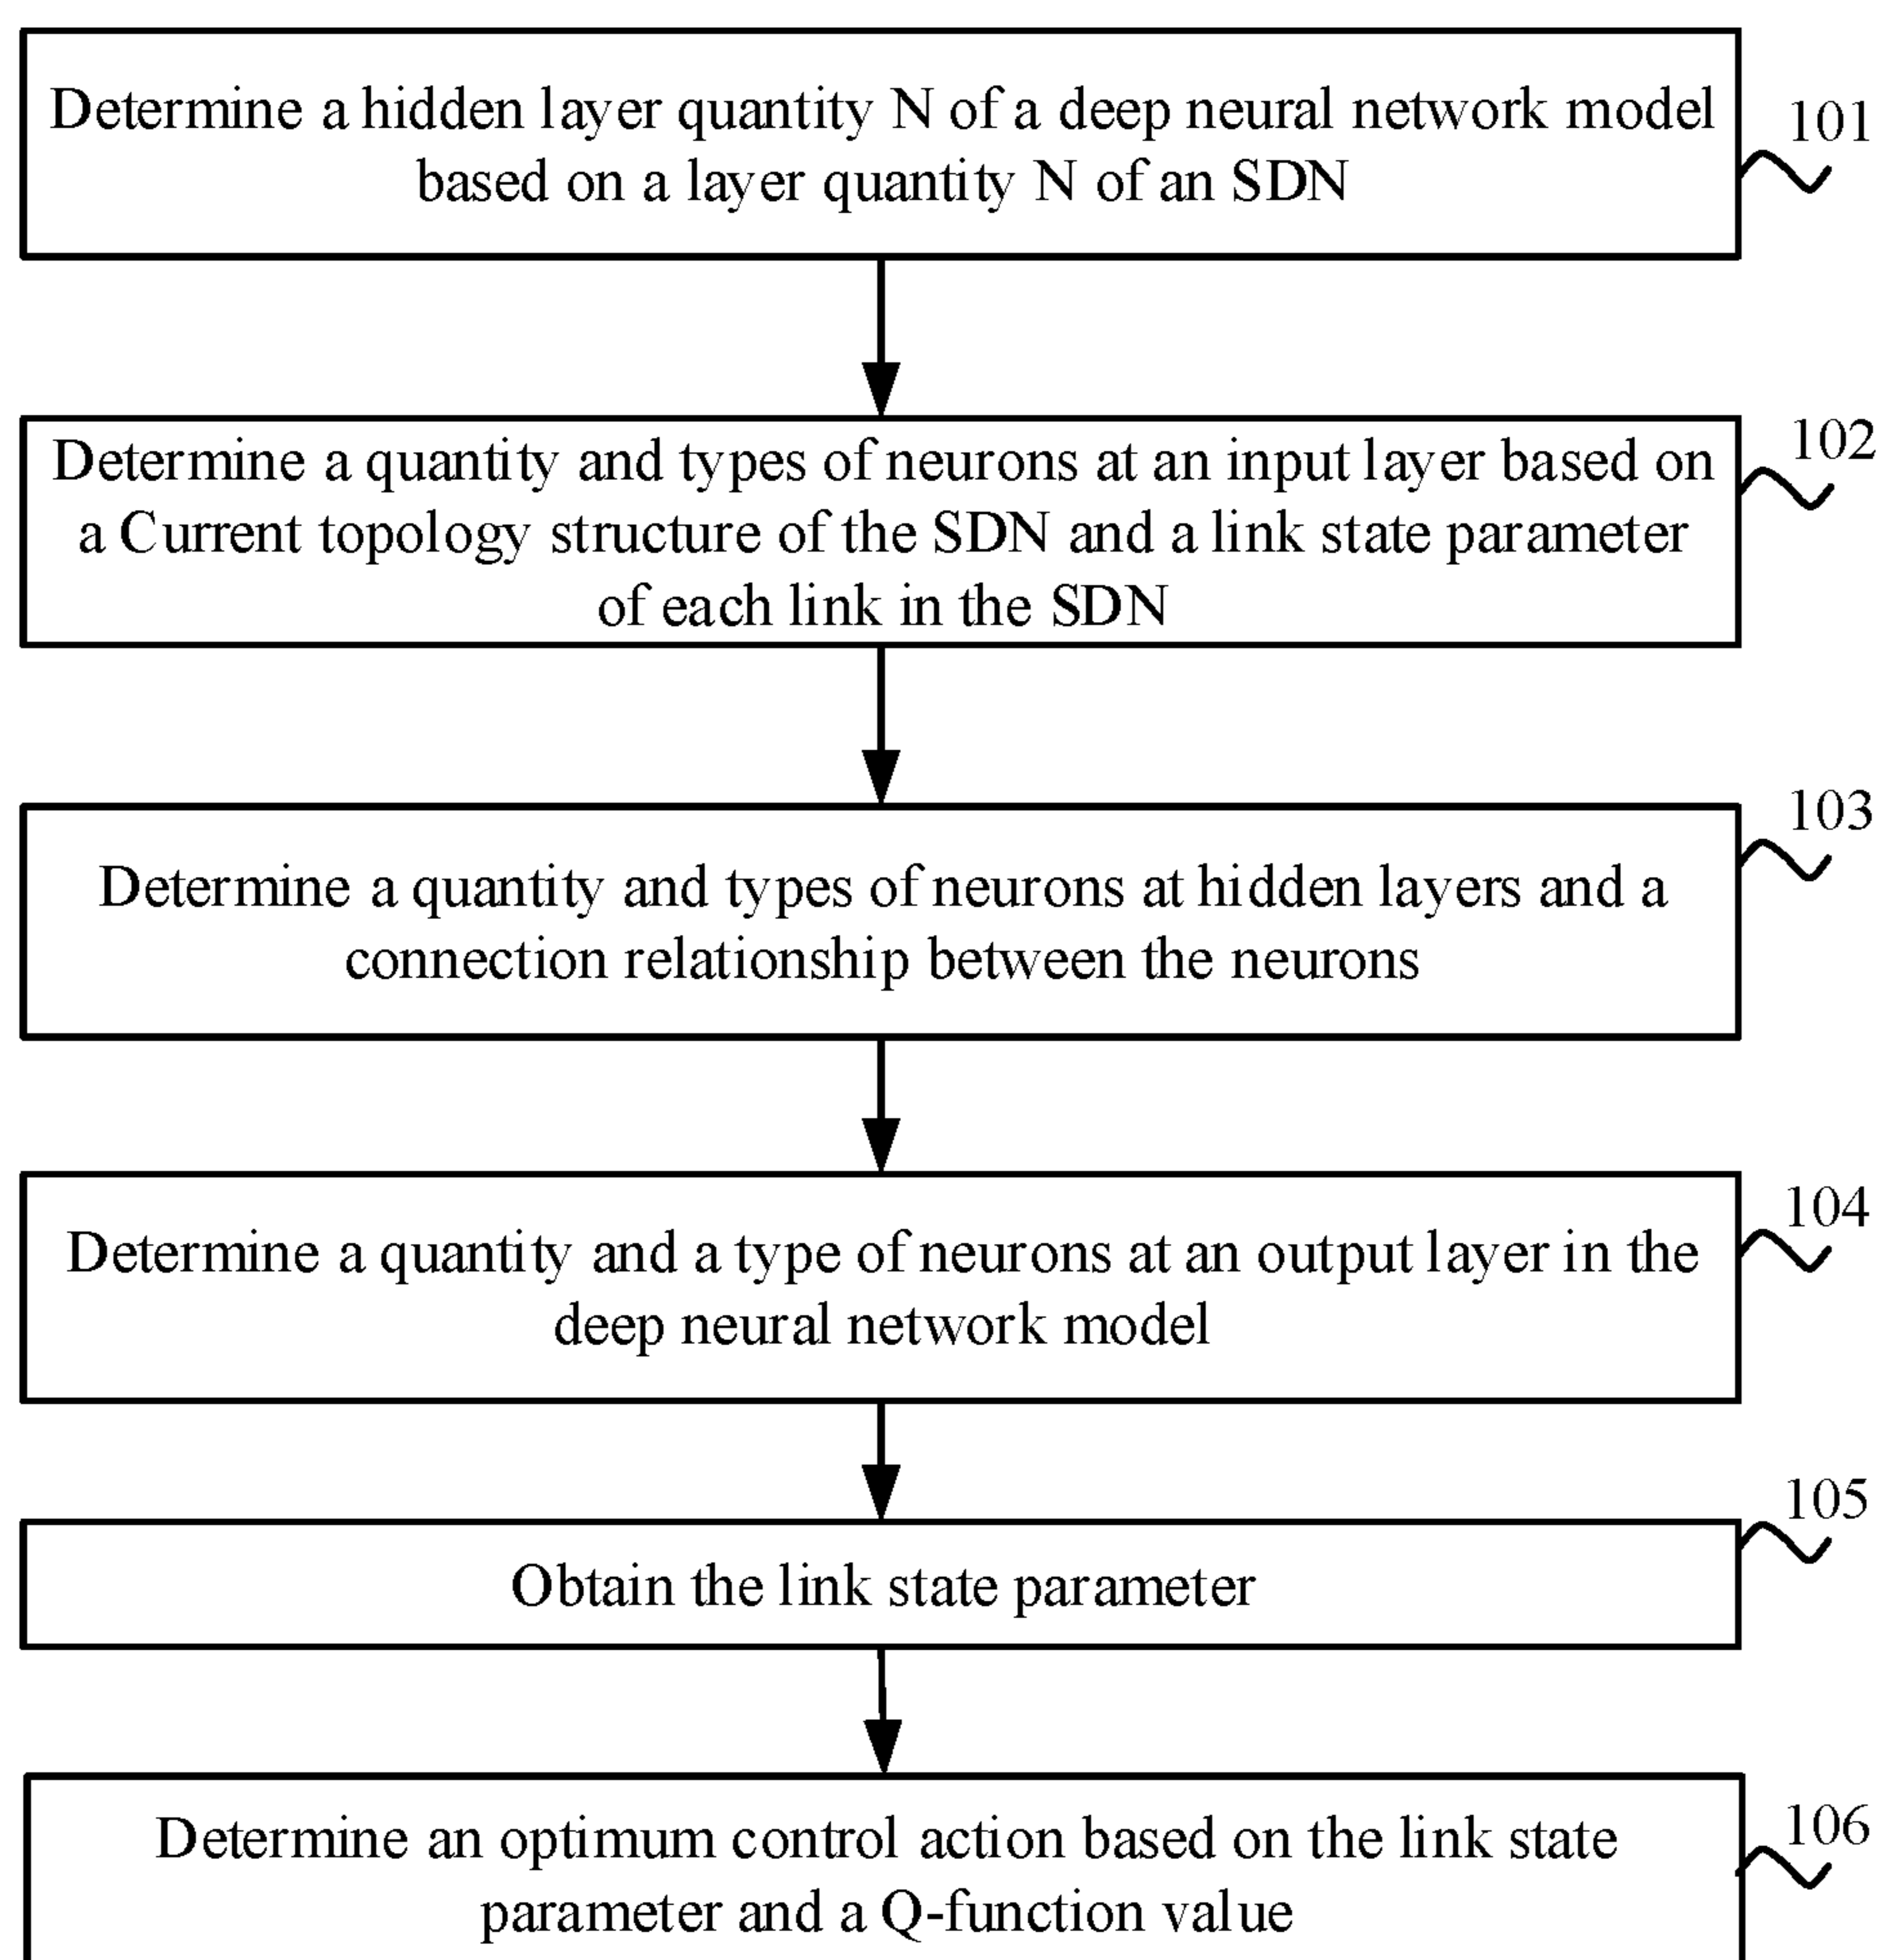 Determine a hidden layer quantity N of a deep neural network model
based on a layer quantity N of an SDN
101
Determine a quantity and types of neurons at an input layer based on
a Current topology structure of the SDN and a link state parameter
of each link in the SDN
102
Determine a quantity and types of neurons at hidden layers and a
connection relationship between the neurons
103
Determine a quantity and a type of neurons at an output layer in the
deep neural network model
104
Obtain the link state parameter
105
Determine an optimum control action based on the link state
parameter and a Q-function value
106